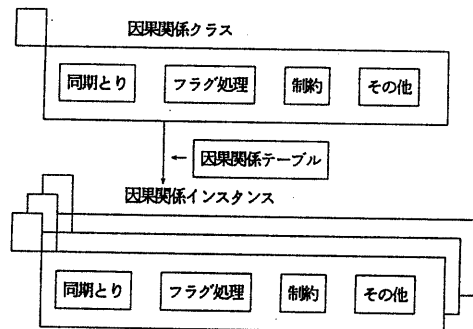 因果関係クラス
同期とり フラグ処理 制約 その他
因果関係テーブル
因果関係インスタンス
同期とり フラグ処理 制約 その他